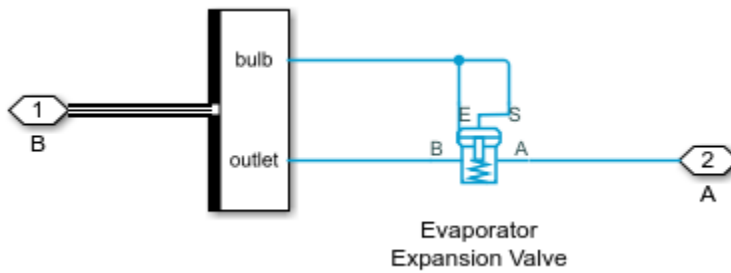 bulb
1
B
E S
B A
outlet
2
A
Evaporator
Expansion Valve